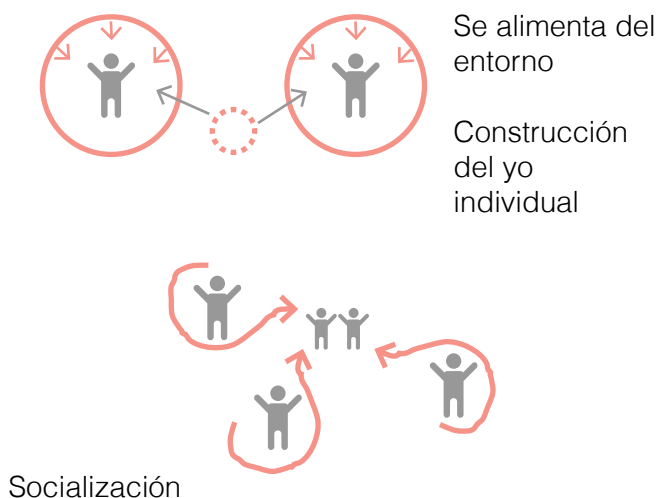 Se alimenta del
entorno
Construcción
del yo
individual
Socialización